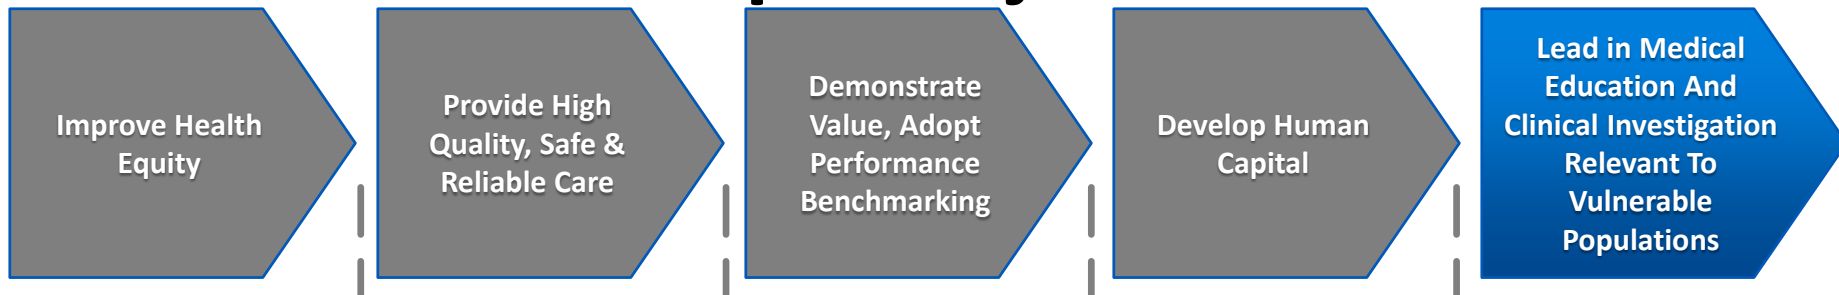 Improve Health
Equity
Provide High
Quality, Safe &
Reliable Care
Demonstrate
Value, Adopt
Performance
Benchmarking
Develop Human
Capital
Lead in Medical
Education And
Clinical Investigation
Relevant To
Vulnerable
Populations